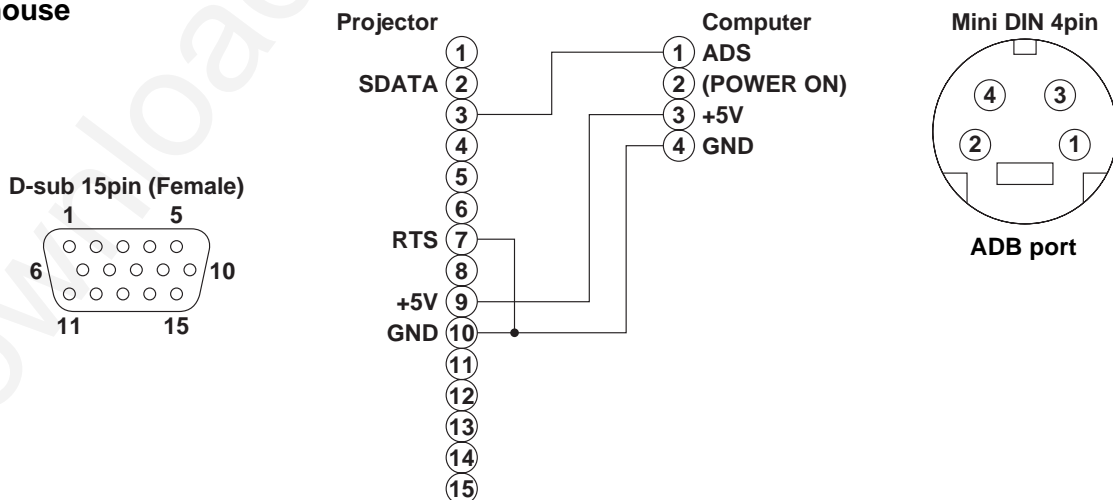 ouse
Projector
1
SDATA 2
3
4
5
6
RTS 7
8
+5V 9
GND 10
11
12
13
14
15
Computer
1 ADS
2 (POWER ON)
3 +5V
4 GND
Mini DIN 4pin
4 3
2 1
ADB port
D-sub 15pin (Female)
1 5
6 10
11 15